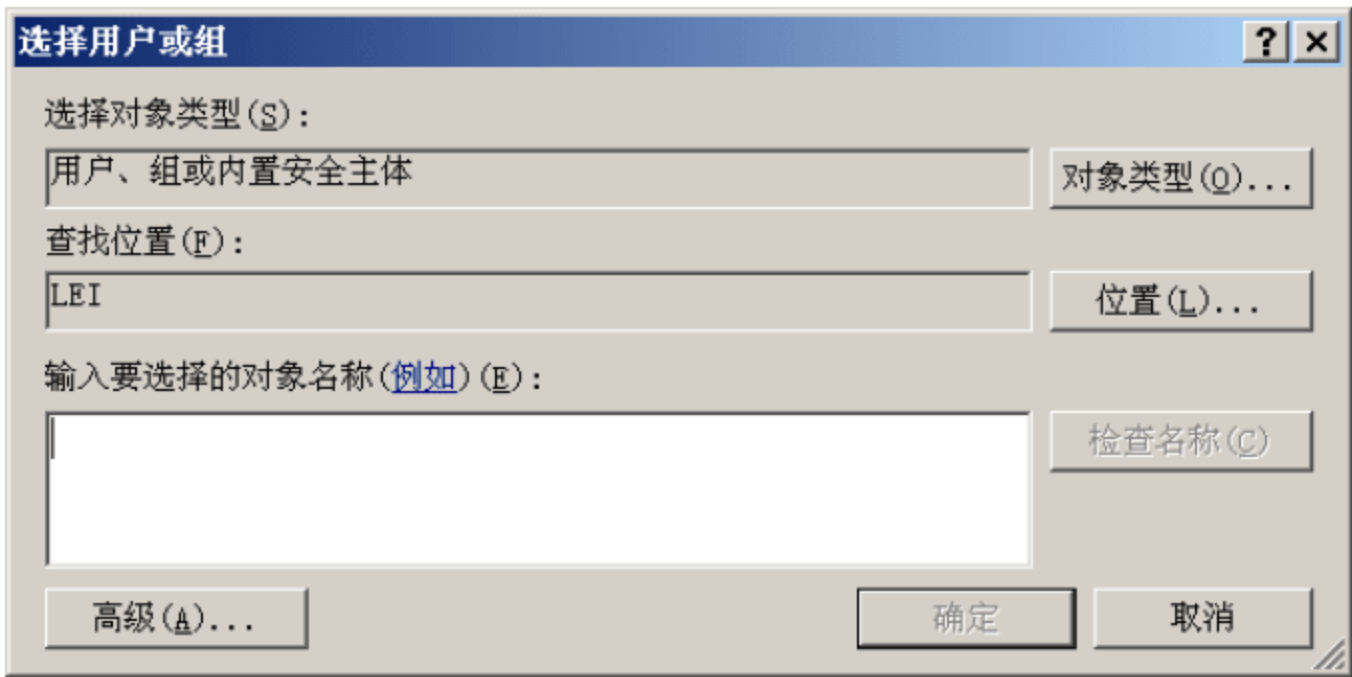 选择用户或组
选择对象类型(S):
用户、组或内置安全主体 对象类型(O)...
查找位置(F):
LEI 位置(L)...
输入要选择的对象名称(例如)(E):
检查名称(C)
高级(A)... 确定 取消